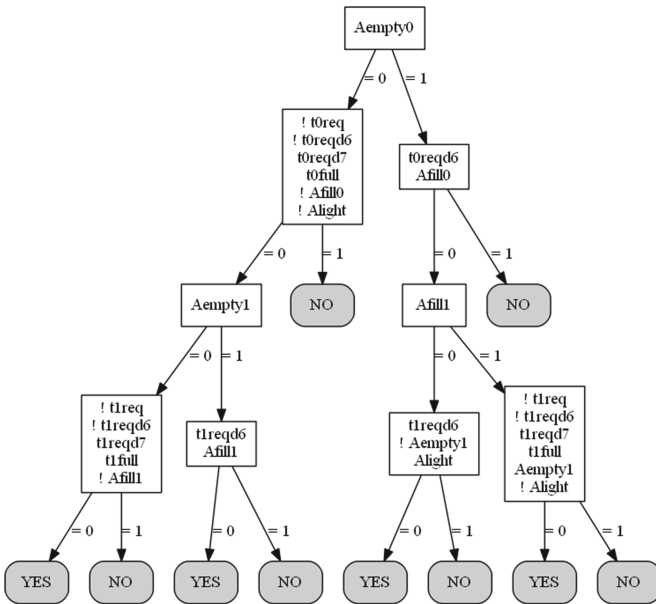 Aempty0
= 0
= 1
! t0req
! t0reqd6
t0reqd7
t0full
! Afill0
! Alight
t0reqd6
Afill0
= 0
= 1
= 0
= 1
Aempty1
NO
Afill1
NO
= 0
= 1
= 0
= 1
! t1req
! t1reqd6
t1reqd7
t1full
! Afill1
t1reqd6
Afill1
t1reqd6
! Aempty1
Alight
! t1req
! t1reqd6
t1reqd7
t1full
Aempty1
! Alight
= 0
= 1
= 0
= 1
= 0
= 1
= 0
= 1
YES
NO
YES
NO
YES
NO
YES
NO